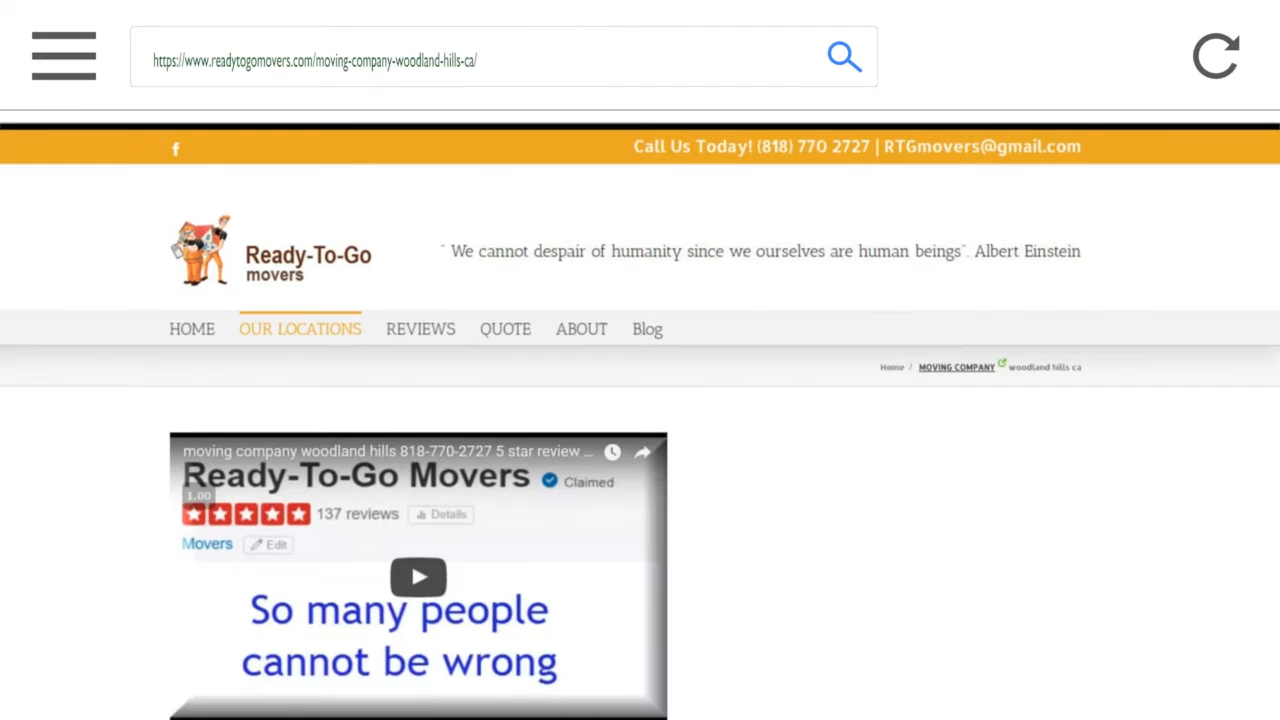 https://www.readytogomovers.com/moving-company-woodland-hills-ca/
f
Call Us Today! (818) 770 2727 | RTGmovers@gmail.com
Ready-To-Go
movers
" We cannot despair of humanity since we ourselves are human beings". Albert Einstein
HOME OUR LOCATIONS REVIEWS QUOTE ABOUT Blog
Home / MOVING COMPANY woodland hills ca
moving company woodland hills 818-770-2727 5 star review ...
Ready-To-Go Movers Claimed
1.00
137 reviews Details
Movers Edit
So many people
cannot be wrong